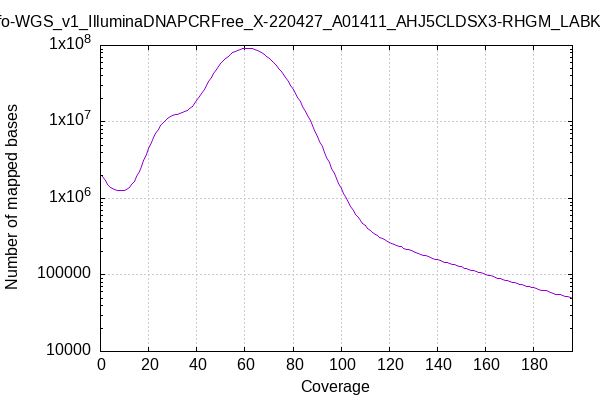 fo-WGS_v1_IlluminaDNAPCRFree_X-220427_A01411_AHJ5CLDSX3-RHGM_LABK
1x10^8
1x10^7
1x10^6
100000
10000
Number of mapped bases
0 20 40 60 80 100 120 140 160 180
Coverage